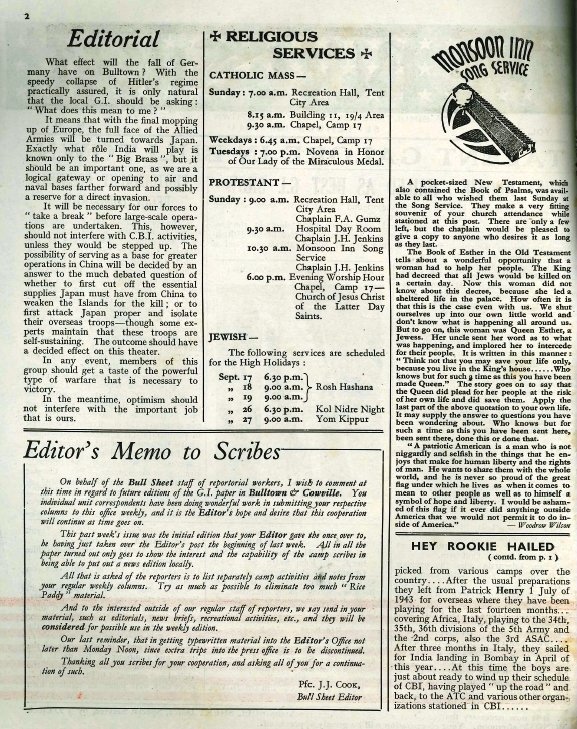 2
Editorial
What effect will the fall of Ger-
many have on Bulltown? With the
speedy collapse of Hitler's regime
practically assured, it is only natural
that the local G.I. should be asking:
"What does this mean to me?"
It means that with the final mopping
up of Europe, the full face of the Allied
Armies will be turned towards Japan.
Exactly what rôle India will play is
known only to the "Big Brass", but it
should be an important one, as we are a
logical gateway or opening to air and
naval bases farther forward and possibly
a reserve for a direct invasion.
It will be necessary for our forces to
"take a break" before large-scale opera-
tions are undertaken. This, however,
should not interfere with C.B.I. activities,
unless they would be stepped up. The
possibility of serving as a base for greater
operations in China will be decided by an
answer to the much debated question of
whether to first cut off the essential
supplies Japan must have from China to
weaken the Islands for the kill; or to
first attack Japan proper and isolate
their overseas troops—though some ex-
perts maintain that these troops are
self-sustaining. The outcome should have
a decided effect on this theater.
In any event, members of this
group should get a taste of the powerful
type of warfare that is necessary to
victory.
In the meantime, optimism should
not interfere with the important job
that is ours.
✠ RELIGIOUS
SERVICES ✠
CATHOLIC MASS—
Sunday: 7.00 a.m. Recreation Hall, Tent
City Area
8.15 a.m. Building 11, 19/4 Area
9.30 a.m. Chapel, Camp 17
Weekdays: 6.45 a.m. Chapel, Camp 17
Tuesdays: 7.00 p.m. Novena in Honor
of Our Lady of the Miraculous Medal.
PROTESTANT—
Sunday: 9.00 a.m. Recreation Hall, Tent
City Area
Chaplain F.A. Gumz
9.30 a.m. Hospital Day Room
Chaplain J.H. Jenkins
10.30 a.m. Monsoon Inn Song
Service
Chaplain J.H. Jenkins
6.00 p.m. Evening Worship Hour
Chapel, Camp 17—
Church of Jesus Christ
of the Latter Day
Saints.
JEWISH—
The following services are scheduled
for the High Holidays:
Sept. 17 6.30 p.m.
„ 18 9.00 a.m. } Rosh Hashana
„ 19 9.00 a.m.
„ 26 6.30 p.m. Kol Nidre Night
„ 27 9.00 a.m. Yom Kippur
MONSOON INN
SONG SERVICE
A pocket-sized New Testament, which
also contained the Book of Psalms, was avail-
able to all who wished them last Sunday at
the Song Service. They make a very fitting
souvenir of your church attendance while
stationed at this post. There are only a few
left, but the chaplain would be pleased to
give a copy to anyone who desires it as long
as they last.
The Book of Esther in the Old Testament
tells about a wonderful opportunity that a
woman had to help her people. The King
had decreed that all Jews would be killed on
a certain day. Now this woman did not
know about this decree, because she led a
sheltered life in the palace. How often it is
that this is the case even with us. We shut
ourselves up into our own little world and
don't know what is happening all around us.
But to go on, this woman was Queen Esther, a
Jewess. Her uncle sent her word as to what
was happening, and implored her to intercede
for their people. It is written in this manner:
"Think not that you may save your life only,
because you live in the King's house......Who
knows but for such a time as this you have been
made Queen." The story goes on to say that
the Queen did plead for her people at the risk
of her own life and did save them. Apply the
last part of the above quotation to your own life.
It may supply the answer to questions you have
been wondering about. Who knows but for
such a time as this you have been sent here,
been sent there, done this or done that.
"A patriotic American is a man who is not
niggardly and selfish in the things that he en-
joys that make for human liberty and the rights
of man. He wants to share them with the whole
world, and he is never so proud of the great
flag under which he lives as when it comes to
mean to other people as well as to himself a
symbol of hope and liberty. I would be asham-
ed of this flag if it ever did anything outside
America that we would not permit it to do in-
side of America."
— Woodrow Wilson
Editor's Memo to Scribes
On behalf of the Bull Sheet staff of reportorial workers, I wish to comment at
this time in regard to future editions of the G.I. paper in Bulltown & Gowville. You
individual unit correspondents have been doing wonderful work in submitting your respective
columns to this office weekly, and it is the Editor's hope and desire that this cooperation
will continue as time goes on.
This past week's issue was the initial edition that your Editor gave the once over to,
he having just taken over the Editor's post the beginning of last week. All in all the
paper turned out only goes to show the interest and the capability of the camp scribes in
being able to put out a news edition locally.
All that is asked of the reporters is to list separately camp activities and notes from
your regular weekly columns. Try as much as possible to eliminate too much "Rice
Paddy" material.
And to the interested outside of our regular staff of reporters, we say send in your
material, such as editorials, news briefs, recreational activities, etc., and they will be
considered for possible use in the weekly edition.
Our last reminder, that in getting typewritten material into the Editor's Office not
later than Monday Noon, since extra trips into the press office is to be discontinued.
Thanking all you scribes for your cooperation, and asking all of you for a continua-
tion of such.
Pfc. J.J. COOK,
Bull Sheet Editor
HEY ROOKIE HAILED
(contd. from p. 1)
picked from various camps over the
country....After the usual preparations
they left from Patrick Henry 1 July of
1943 for overseas where they have been
playing for the last fourteen months...
covering Africa, Italy, playing to the 34th,
35th, 36th divisions of the 5th Army and
the 2nd corps, also the 3rd ASAC....
After three months in Italy, they sailed
for India landing in Bombay in April of
this year....At this time the boys are
just about ready to wind up their schedule
of CBI, having played "up the road" and
back, to the ATC and various other organ-
izations stationed in CBI......